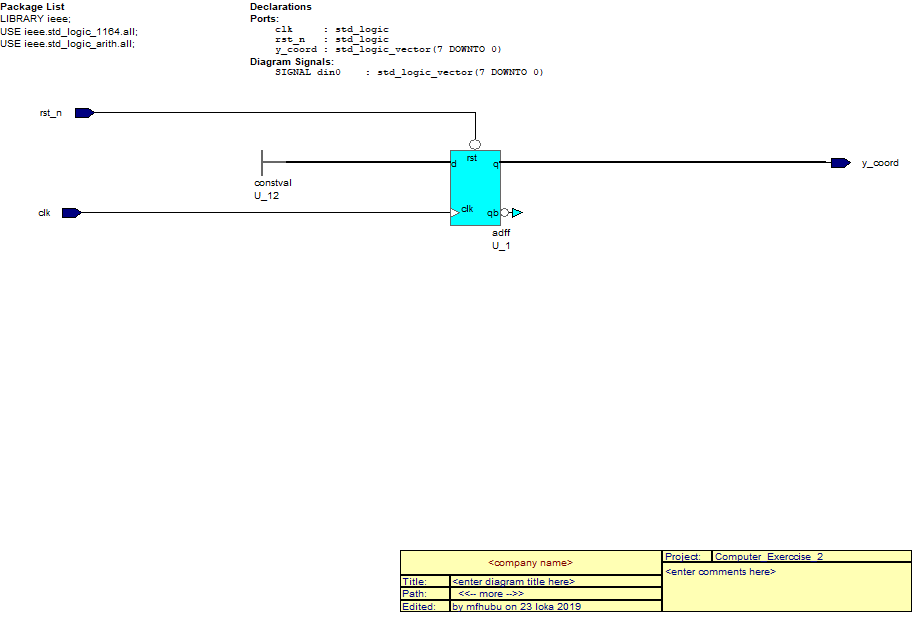 Package List
LIBRARY ieee;
USE ieee.std_logic_1164.all;
USE ieee.std_logic_arith.all;
Declarations
Ports:
clk : std_logic
rst_n : std_logic
y_coord : std_logic_vector(7 DOWNTO 0)
Diagram Signals:
SIGNAL din0 : std_logic_vector(7 DOWNTO 0)
rst_n
rst
d
q
y_coord
constval
U_12
clk
clk
qb
adff
U_1
<company name>
Project: Computer_Exercoise_2
<enter comments here>
Title: <enter diagram title here>
Path: <<-- more -->>
Edited: by mfhubu on 23 loka 2019